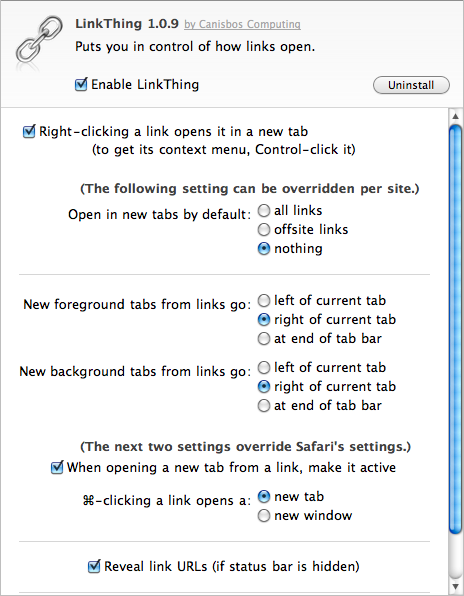 LinkThing 1.0.9 by Canisbos Computing
Puts you in control of how links open.
Enable LinkThing
Uninstall
Right-clicking a link opens it in a new tab
(to get its context menu, Control-click it)
(The following setting can be overridden per site.)
Open in new tabs by default: all links
offsite links
nothing
New foreground tabs from links go: left of current tab
right of current tab
at end of tab bar
New background tabs from links go: left of current tab
right of current tab
at end of tab bar
(The next two settings override Safari's settings.)
When opening a new tab from a link, make it active
⌘-clicking a link opens a: new tab
new window
Reveal link URLs (if status bar is hidden)